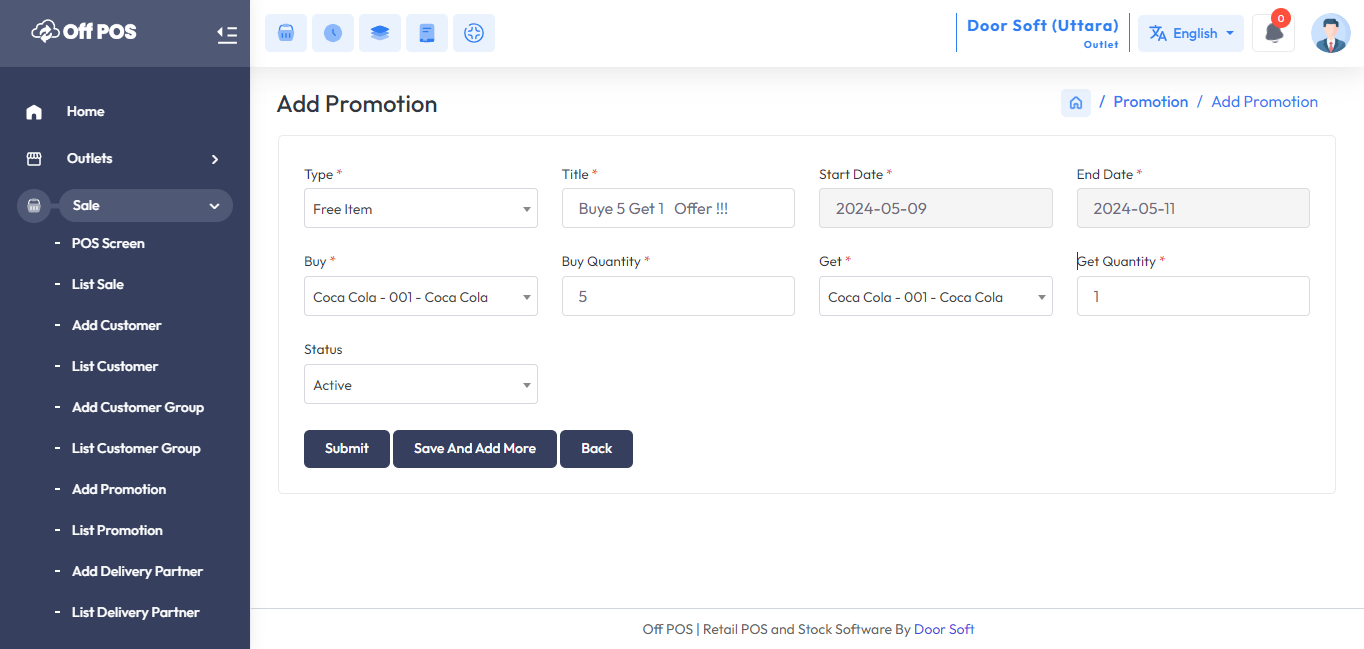 Off POS
Door Soft (Uttara)
Outlet
English
0
Home
Outlets
Sale
- POS Screen
- List Sale
- Add Customer
- List Customer
- Add Customer Group
- List Customer Group
- Add Promotion
- List Promotion
- Add Delivery Partner
- List Delivery Partner
Add Promotion
/ Promotion / Add Promotion
Type * Title * Start Date * End Date *
Free Item Buye 5 Get 1 Offer !!! 2024-05-09 2024-05-11
Buy * Buy Quantity * Get * Get Quantity *
Coca Cola - 001 - Coca Cola 5 Coca Cola - 001 - Coca Cola 1
Status
Active
Submit Save And Add More Back
Off POS | Retail POS and Stock Software By Door Soft